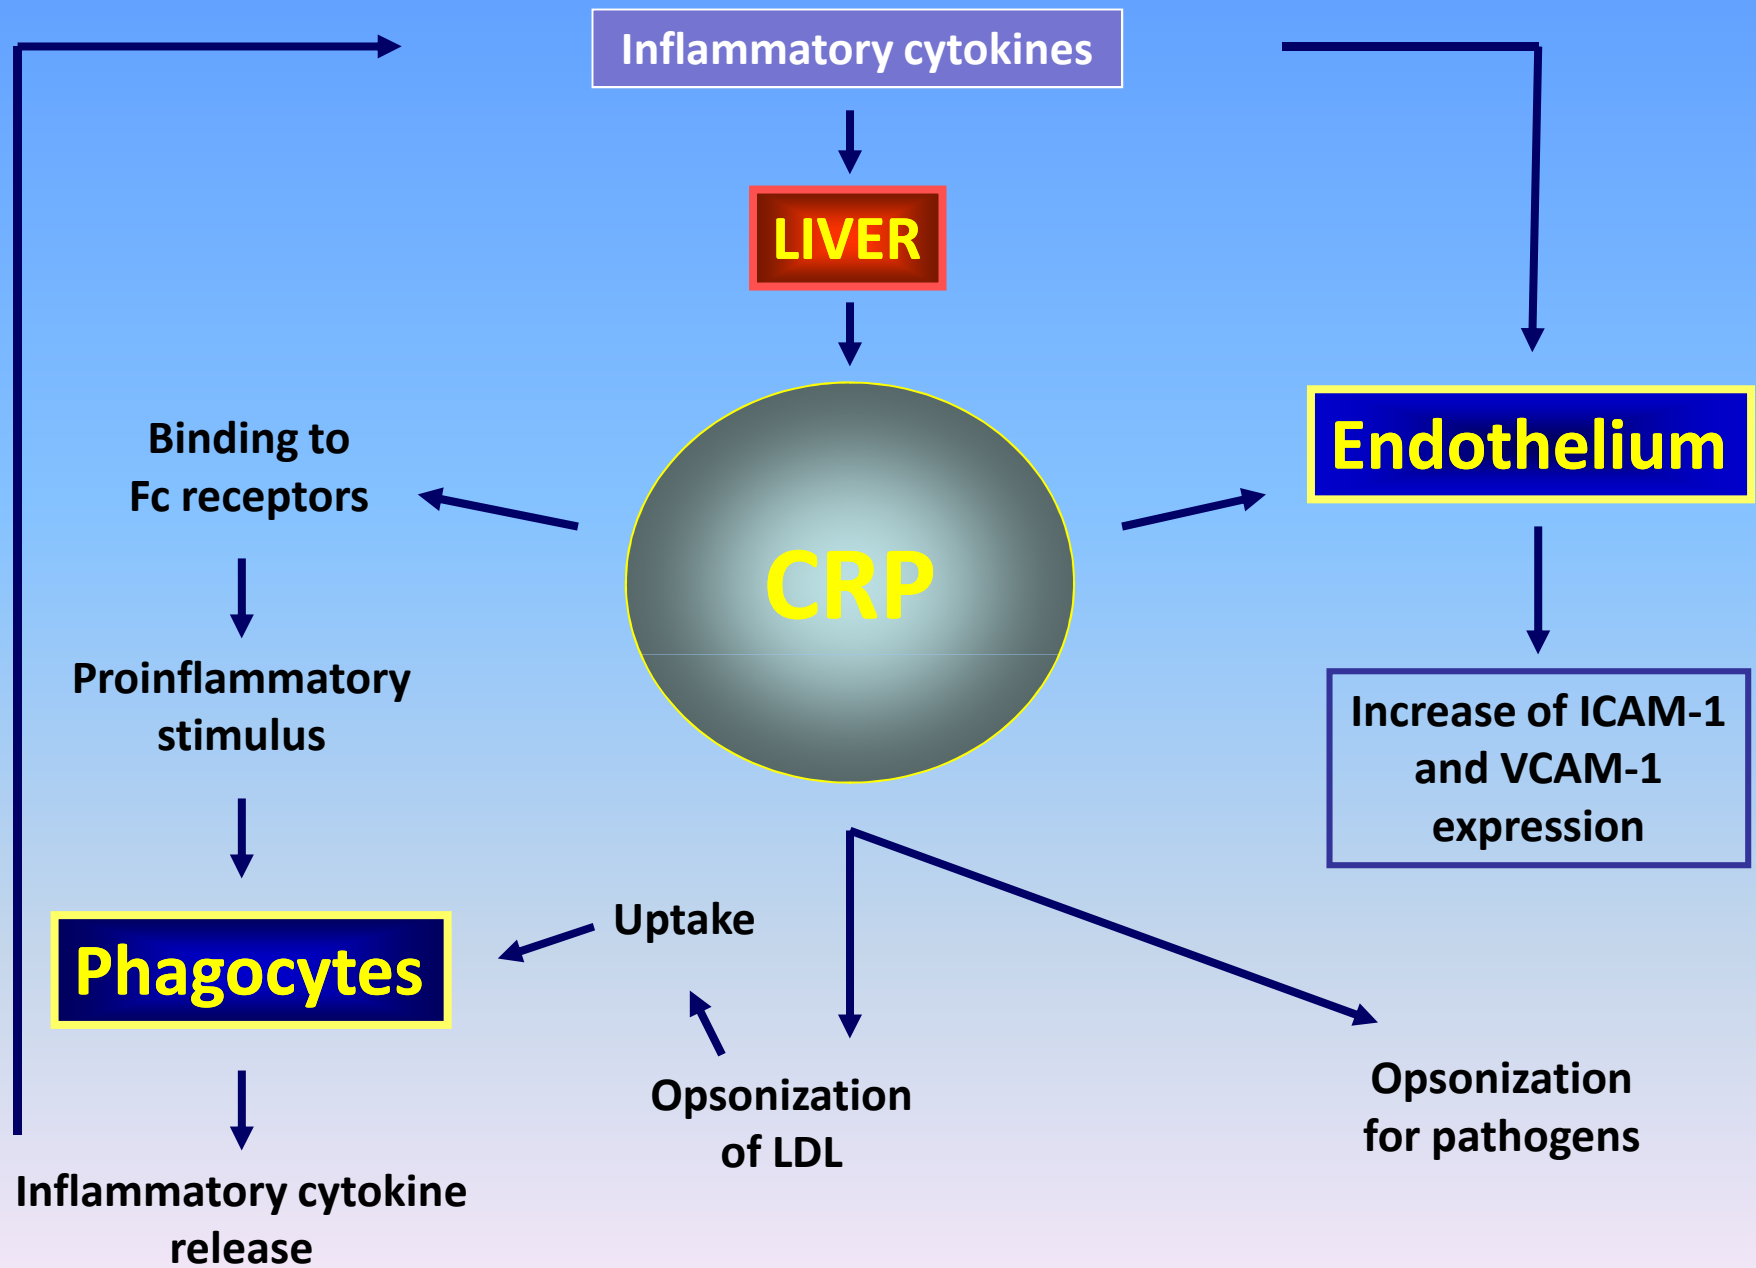 Inflammatory cytokines
LIVER
Binding to
Fc receptors
Endothelium
CRP
Proinflammatory
stimulus
Increase of ICAM-1
and VCAM-1
expression
Uptake
Phagocytes
Opsonization
of LDL
Opsonization
for pathogens
Inflammatory cytokine
release